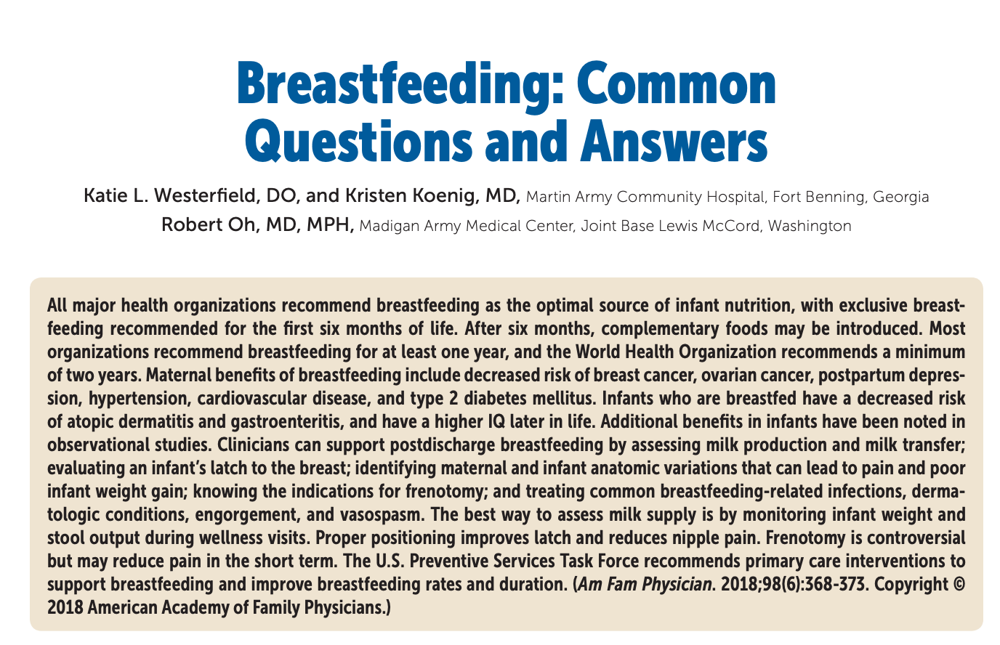 Breastfeeding: Common
Questions and Answers
Katie L. Westerfield, DO, and Kristen Koenig, MD, Martin Army Community Hospital, Fort Benning, Georgia
Robert Oh, MD, MPH, Madigan Army Medical Center, Joint Base Lewis McCord, Washington
All major health organizations recommend breastfeeding as the optimal source of infant nutrition, with exclusive breast-
feeding recommended for the first six months of life. After six months, complementary foods may be introduced. Most
organizations recommend breastfeeding for at least one year, and the World Health Organization recommends a minimum
of two years. Maternal benefits of breastfeeding include decreased risk of breast cancer, ovarian cancer, postpartum depres-
sion, hypertension, cardiovascular disease, and type 2 diabetes mellitus. Infants who are breastfed have a decreased risk
of atopic dermatitis and gastroenteritis, and have a higher IQ later in life. Additional benefits in infants have been noted in
observational studies. Clinicians can support postdischarge breastfeeding by assessing milk production and milk transfer;
evaluating an infant's latch to the breast; identifying maternal and infant anatomic variations that can lead to pain and poor
infant weight gain; knowing the indications for frenotomy; and treating common breastfeeding-related infections, derma-
tologic conditions, engorgement, and vasospasm. The best way to assess milk supply is by monitoring infant weight and
stool output during wellness visits. Proper positioning improves latch and reduces nipple pain. Frenotomy is controversial
but may reduce pain in the short term. The U.S. Preventive Services Task Force recommends primary care interventions to
support breastfeeding and improve breastfeeding rates and duration. (Am Fam Physician. 2018;98(6):368-373. Copyright ©
2018 American Academy of Family Physicians.)